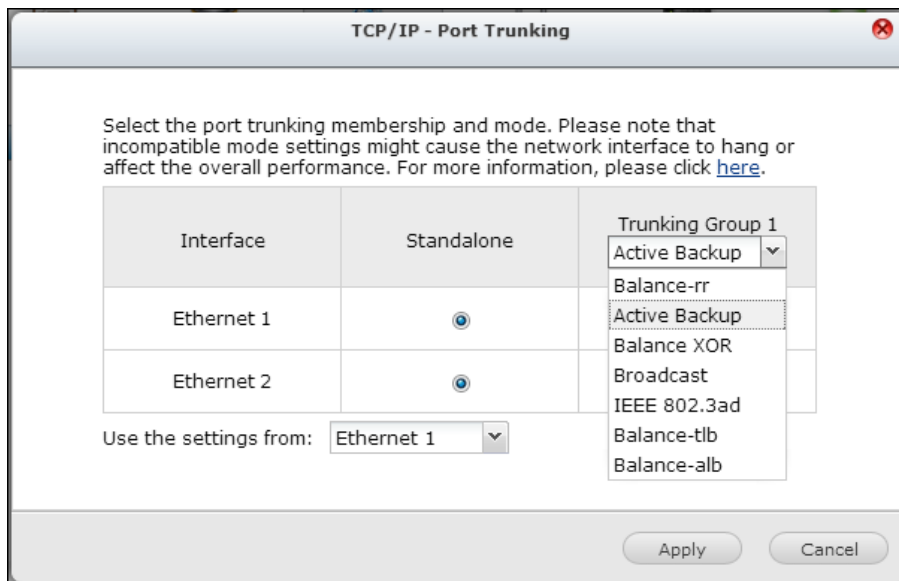 TCP/IP - Port Trunking
Select the port trunking membership and mode. Please note that
incompatible mode settings might cause the network interface to hang or
affect the overall performance. For more information, please click here.
Interface
Standalone
Trunking Group 1
Active Backup
Balance-rr
Active Backup
Balance XOR
Broadcast
IEEE 802.3ad
Balance-tlb
Balance-alb
Ethernet 1
Ethernet 2
Use the settings from: Ethernet 1
Apply
Cancel